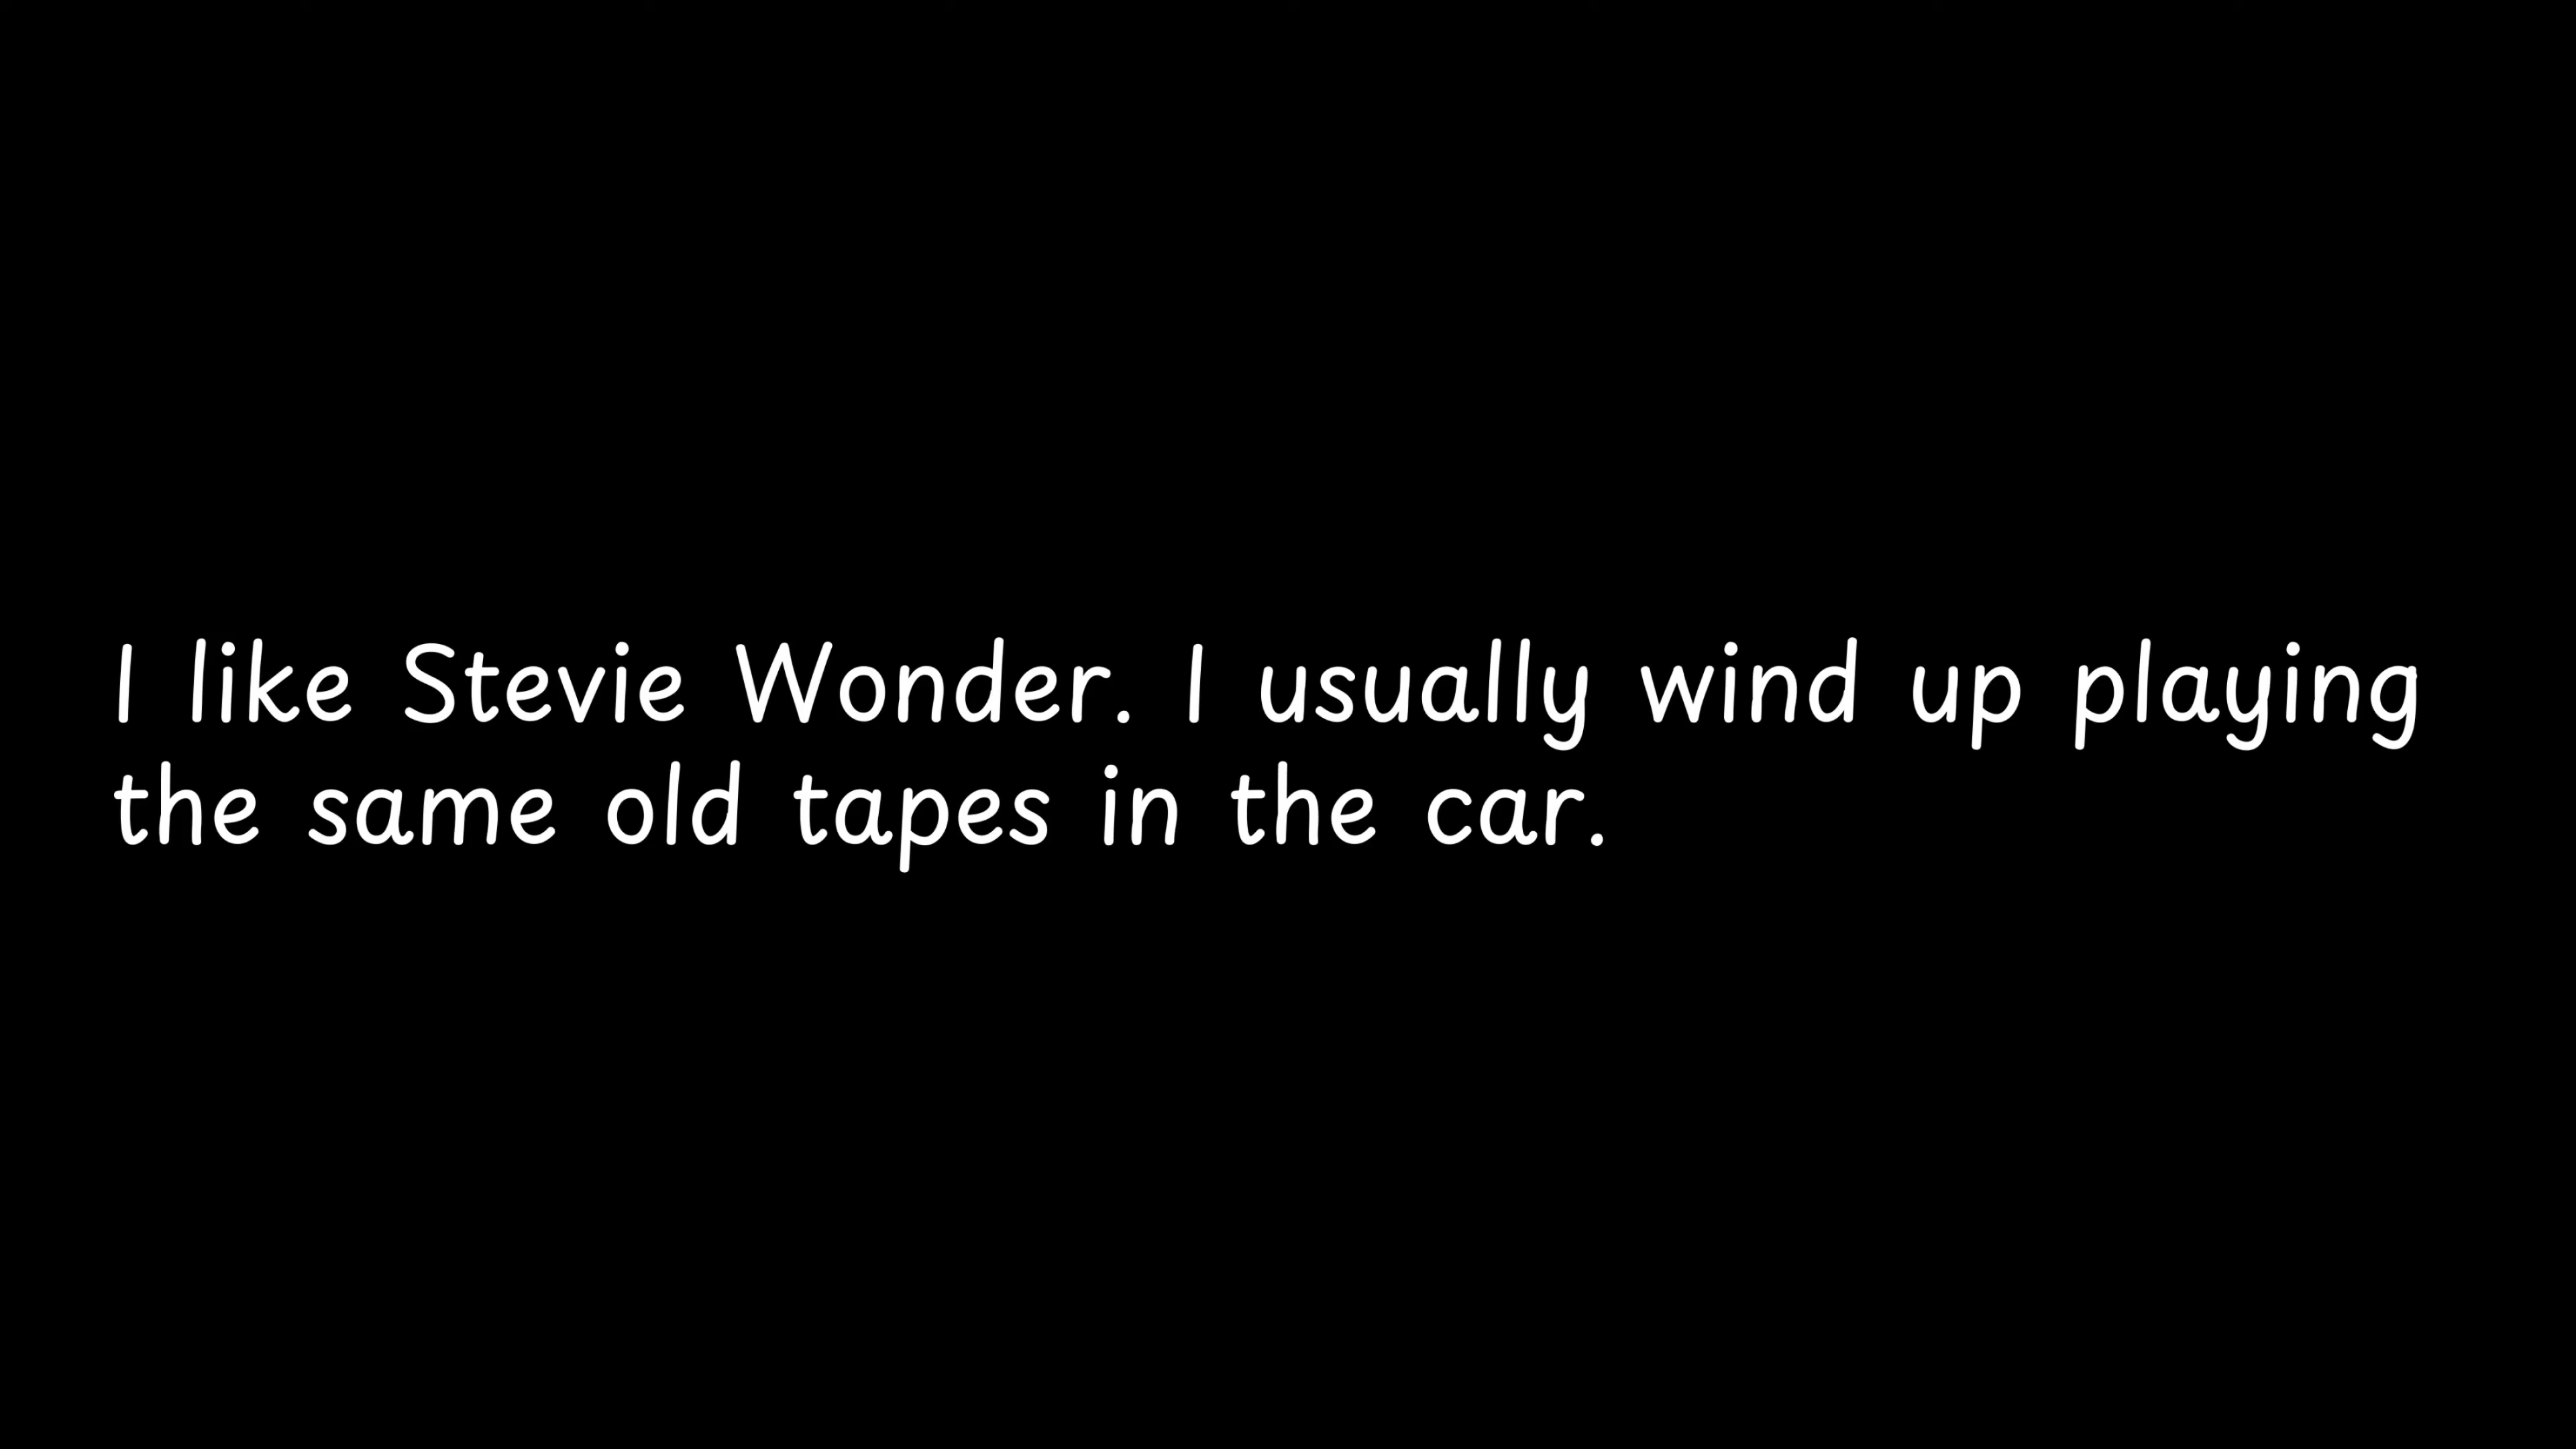 I like Stevie Wonder. I usually wind up playing
the same old tapes in the car.